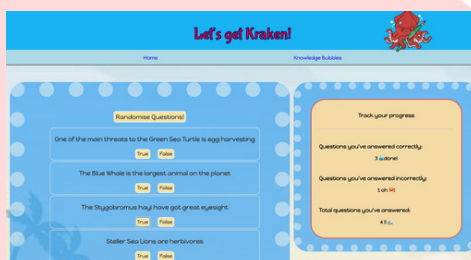 Let's get Kraken!
Home
Knowledge Bubbles
Randomise Questions!
One of the main threats to the Green Sea Turtle is egg harvesting
True False
The Blue Whale is the largest animal on the planet
True False
The Stygobromus hayi have got great eyesight
True False
Steller Sea Lions are herbivores
True False
Track your progress
Questions you've answered correctly:
3 done!
Questions you've answered incorrectly:
1 oh
Total questions you've answered:
4